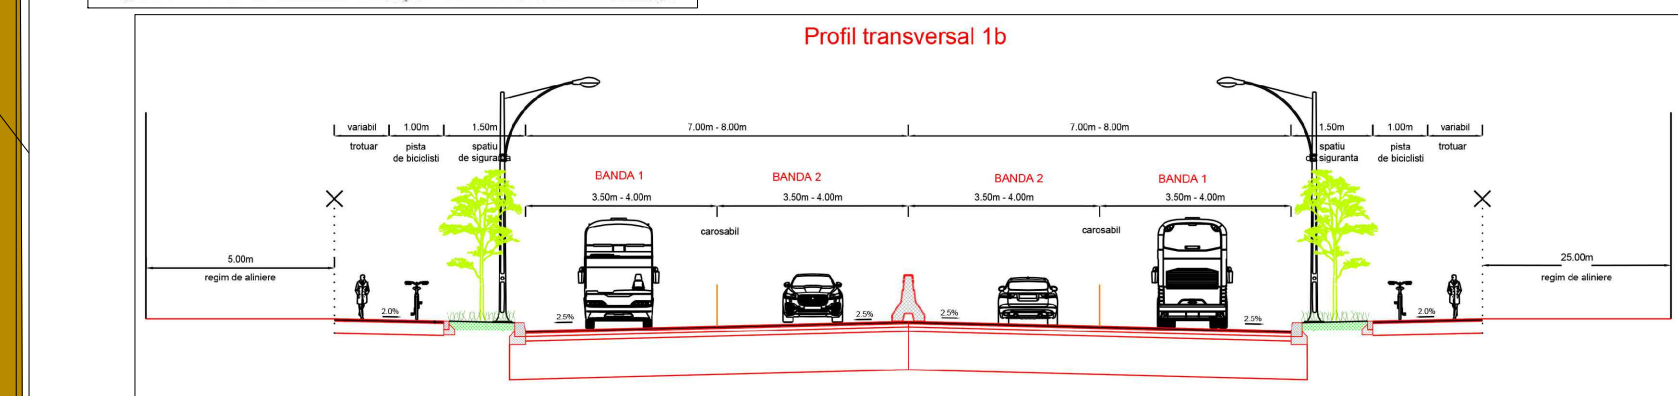 Profil transversal 1b
variabil 1.00m 1.50m 7.00m - 8.00m 7.00m - 8.00m 1.50m 1.00m variabil
trotuar pista spatiu spatiu pista trotuar
de biciclisti de siguranta de siguranta de biciclisti
BANDA 1 BANDA 2 BANDA 2 BANDA 1
3.50m - 4.00m 3.50m - 4.00m 3.50m - 4.00m 3.50m - 4.00m
carosabil carosabil
5.00m 25.00m
regim de aliniere regim de aliniere
2.0% 2.5% 2.5% 2.5% 2.5% 2.0%